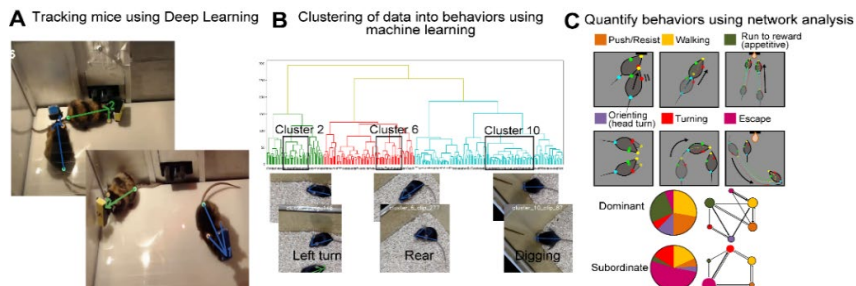 A Tracking mice using Deep Learning
B Clustering of data into behaviors using
machine learning
Cluster 2
Cluster 6
Cluster 10
Left turn
Rear
Digging
C Quantify behaviors using network analysis
Push/Resist
Walking
Run to reward
(appetitive)
Orienting
(head turn)
Turning
Escape
Dominant
Subordinate